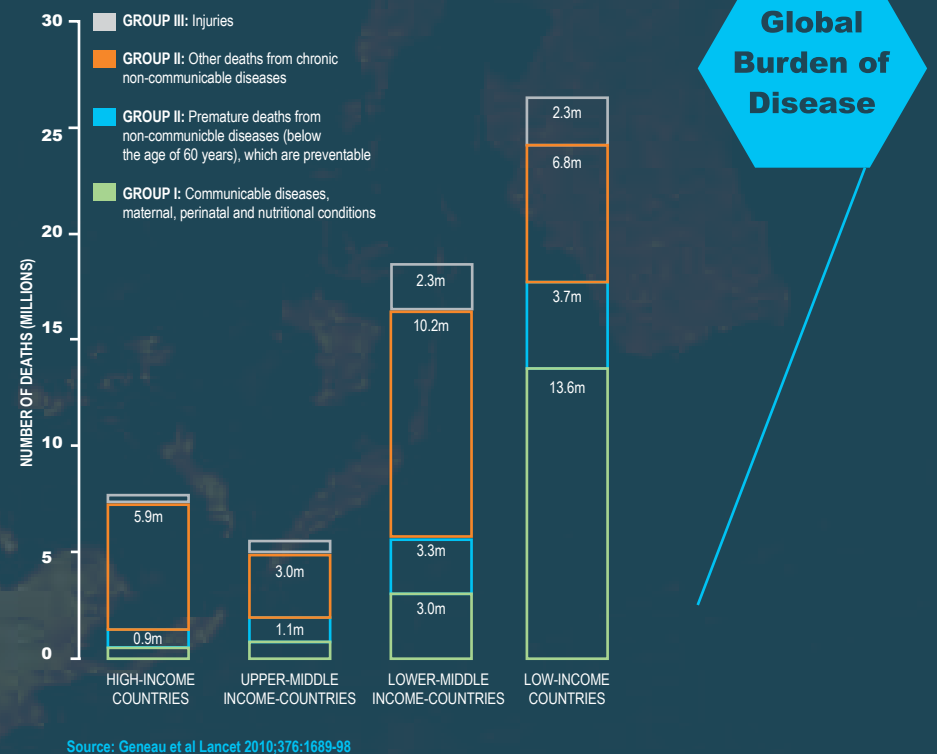 Global
Burden of
Disease
GROUP III: Injuries
GROUP II: Other deaths from chronic
non-communicable diseases
GROUP II: Premature deaths from
non-communicble diseases (below
the age of 60 years), which are preventable
GROUP I: Communicable diseases,
maternal, perinatal and nutritional conditions
NUMBER OF DEATHS (MILLIONS)
30
25
20
15
10
5
0
5.9m
0.9m
3.0m
1.1m
2.3m
10.2m
3.3m
3.0m
2.3m
6.8m
3.7m
13.6m
HIGH-INCOME
COUNTRIES
UPPER-MIDDLE
INCOME-COUNTRIES
LOWER-MIDDLE
INCOME-COUNTRIES
LOW-INCOME
COUNTRIES
Source: Geneau et al Lancet 2010;376:1689-98